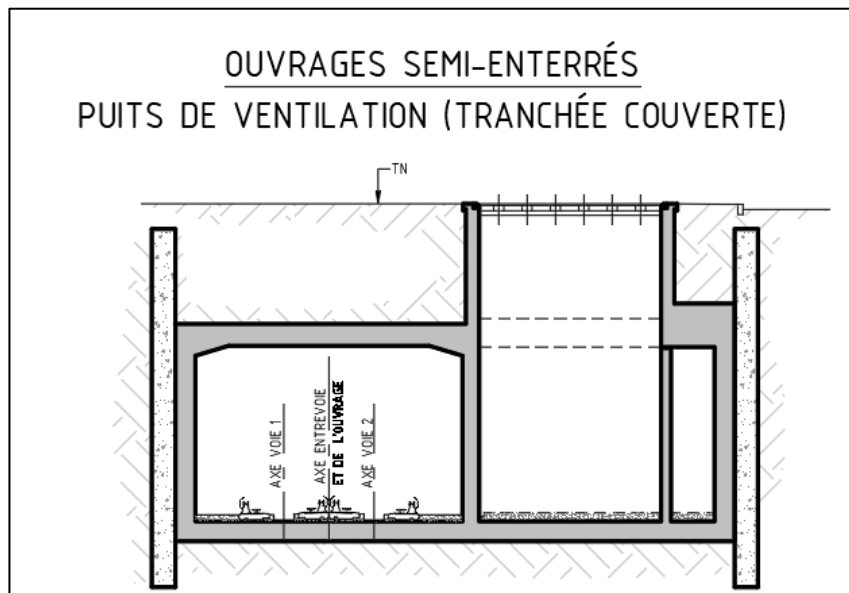 OUVRAGES SEMI-ENTERRÉS
PUITS DE VENTILATION (TRANCHÉE COUVERTE)
TN
AXE VOIE 1
AXE ENTREVOIE
ET DE L'OUVRAGE
AXE VOIE 2